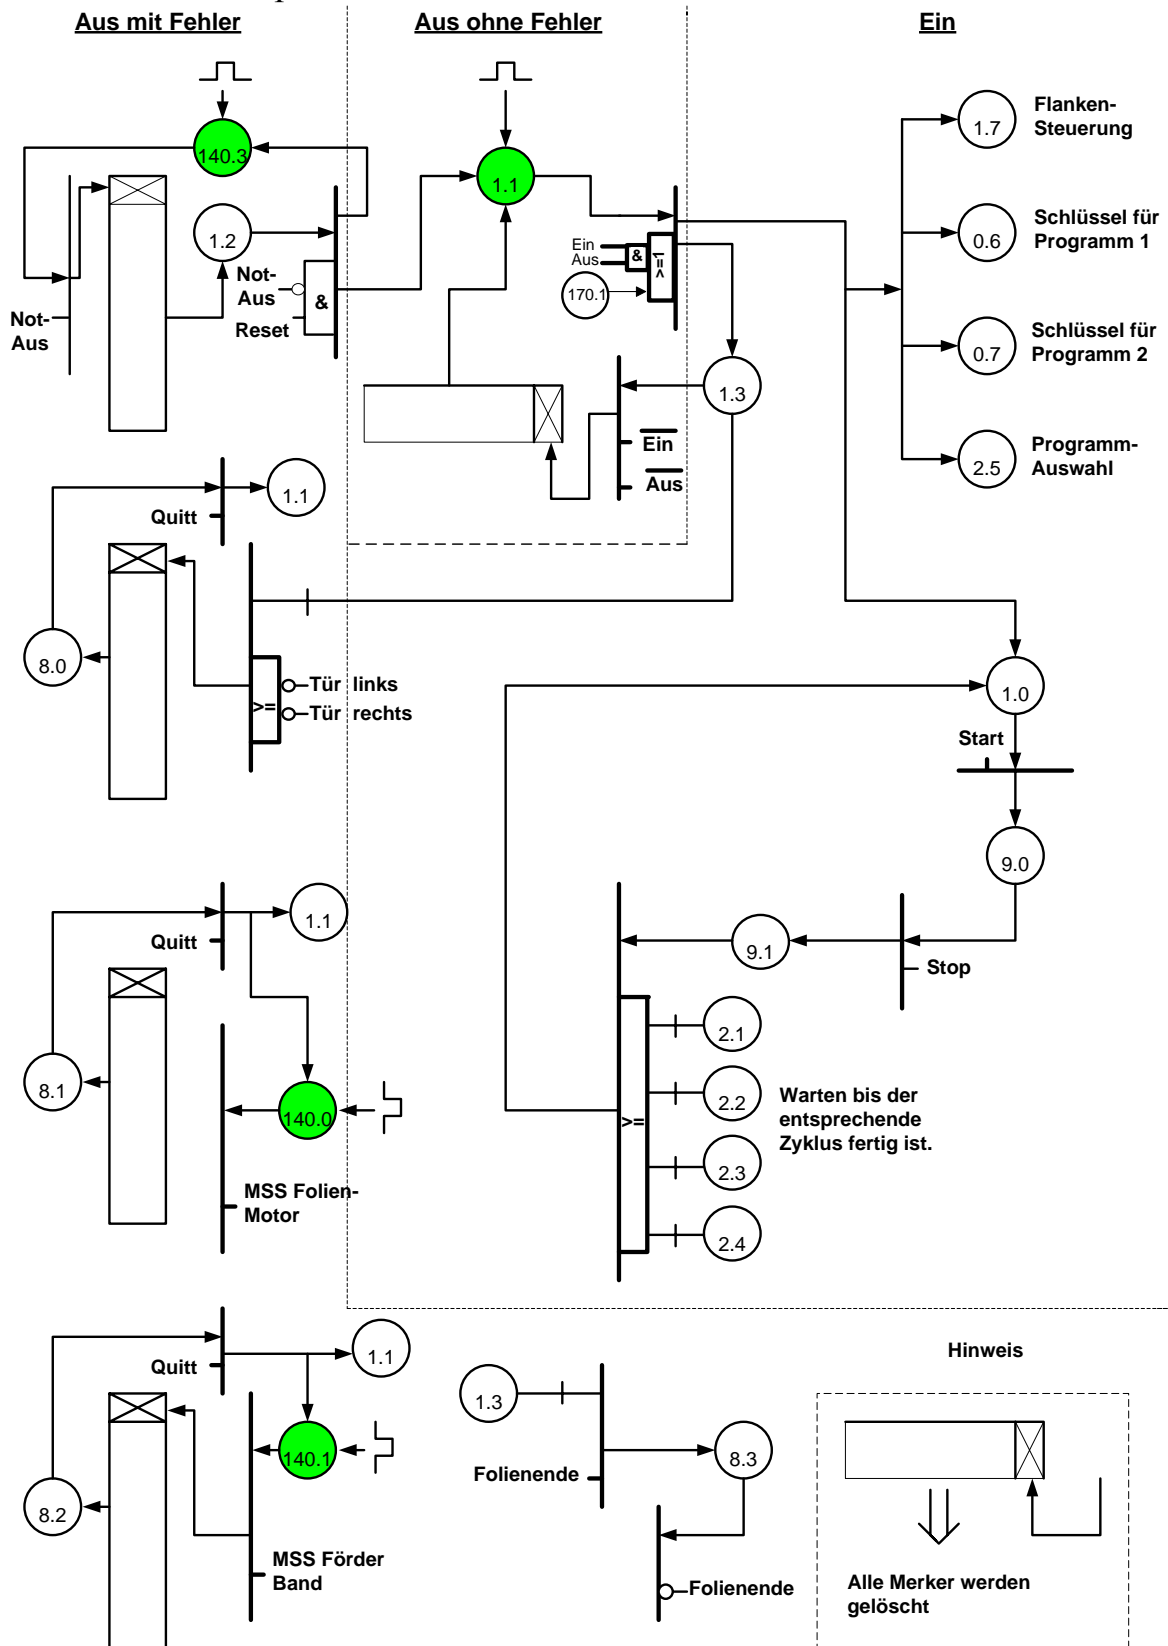 Aus mit Fehler
Aus ohne Fehler
Ein
140.3
1.2
Not-
Aus
Not-
Aus
Reset
&
1.1
Ein
Aus
&
>=1
170.1
1.3
Ein
Aus
1.7
Flanken-
Steuerung
0.6
Schlüssel für
Programm 1
0.7
Schlüssel für
Programm 2
2.5
Programm-
Auswahl
Quitt
1.1
8.0
>=
Tür links
Tür rechts
1.0
Start
9.0
Stop
9.1
>=
2.1
2.2
2.3
2.4
Warten bis der
entsprechende
Zyklus fertig ist.
Quitt
1.1
8.1
140.0
MSS Folien-
Motor
Quitt
1.1
140.1
8.2
MSS Förder
Band
1.3
Folienende
8.3
Folienende
Hinweis
Alle Merker werden
gelöscht